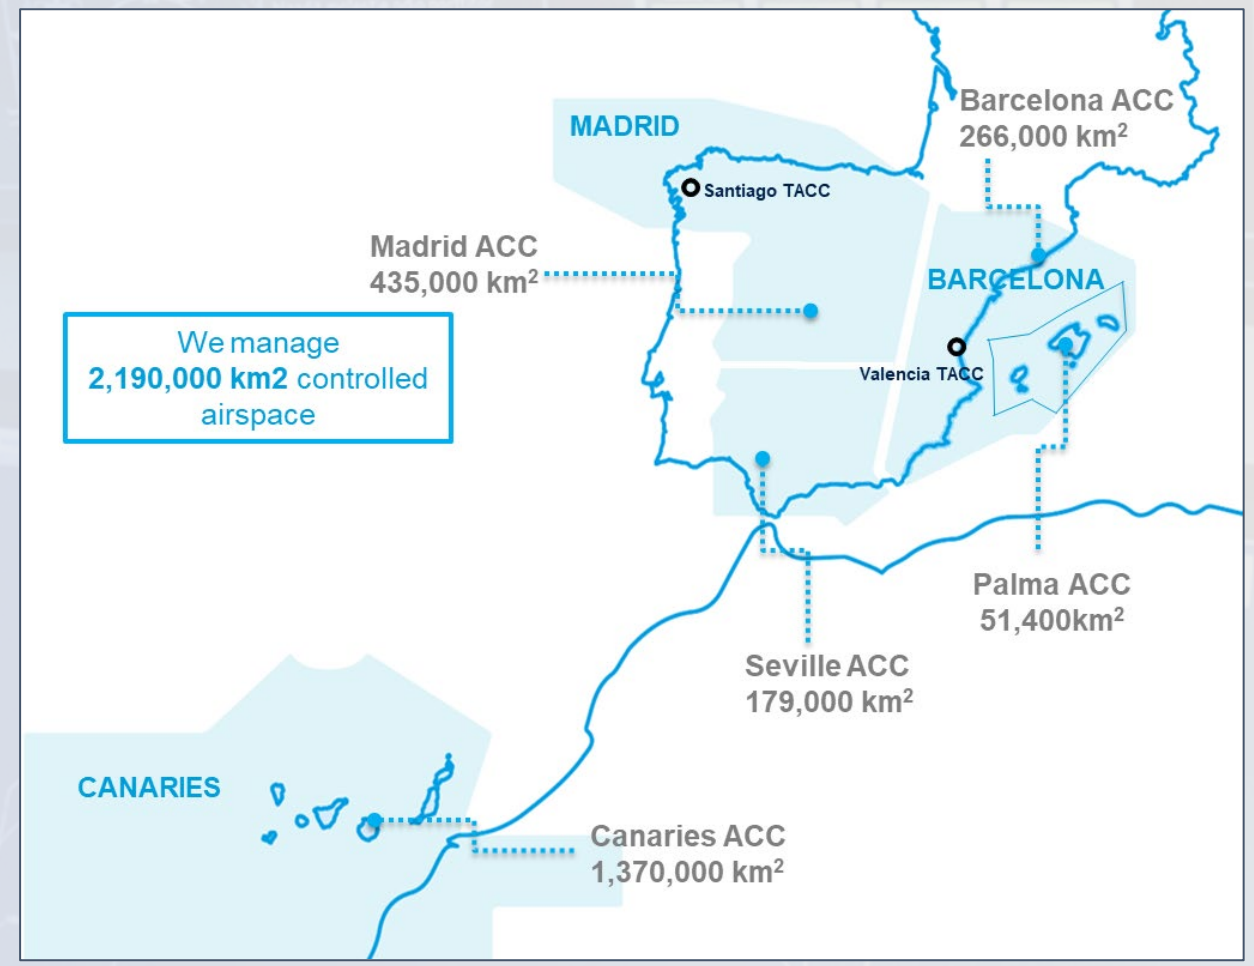 MADRID
Barcelona ACC
266,000 km²
Santiago TACC
Madrid ACC
435,000 km²
BARCELONA
We manage
2,190,000 km2 controlled
airspace
Valencia TACC
Palma ACC
51,400km²
Seville ACC
179,000 km²
CANARIES
Canaries ACC
1,370,000 km²